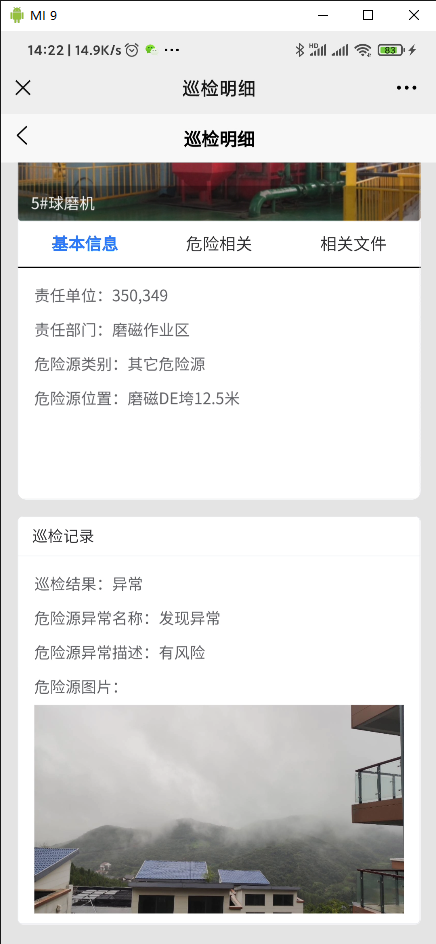 MI 9
14:22 | 14.9K/s
HD
83
巡检明细
巡检明细
5#球磨机
基本信息
危险相关
相关文件
责任单位：350,349
责任部门：磨磁作业区
危险源类别：其它危险源
危险源位置：磨磁DE垮12.5米
巡检记录
巡检结果：异常
危险源异常名称：发现异常
危险源异常描述：有风险
危险源图片：